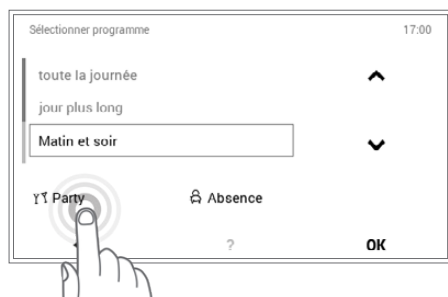 Sélectionner programme 17:00
toute la journée
jour plus long
Matin et soir
Party Absence
? OK